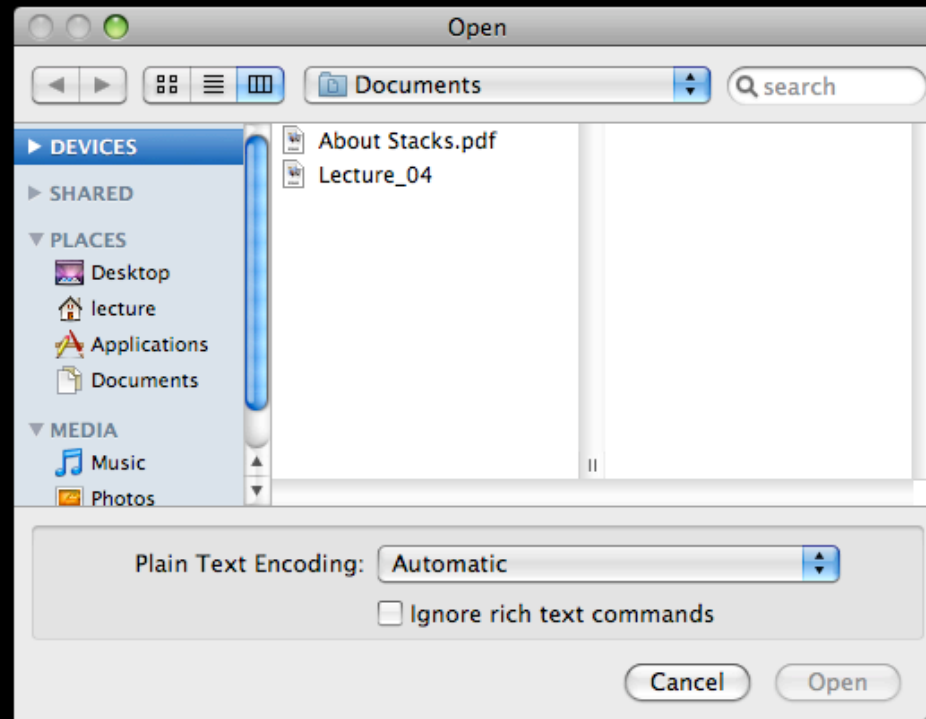 Open
Documents
search
DEVICES
SHARED
PLACES
Desktop
lecture
Applications
Documents
MEDIA
Music
Photos
About Stacks.pdf
Lecture_04
Plain Text Encoding: Automatic
Ignore rich text commands
Cancel Open